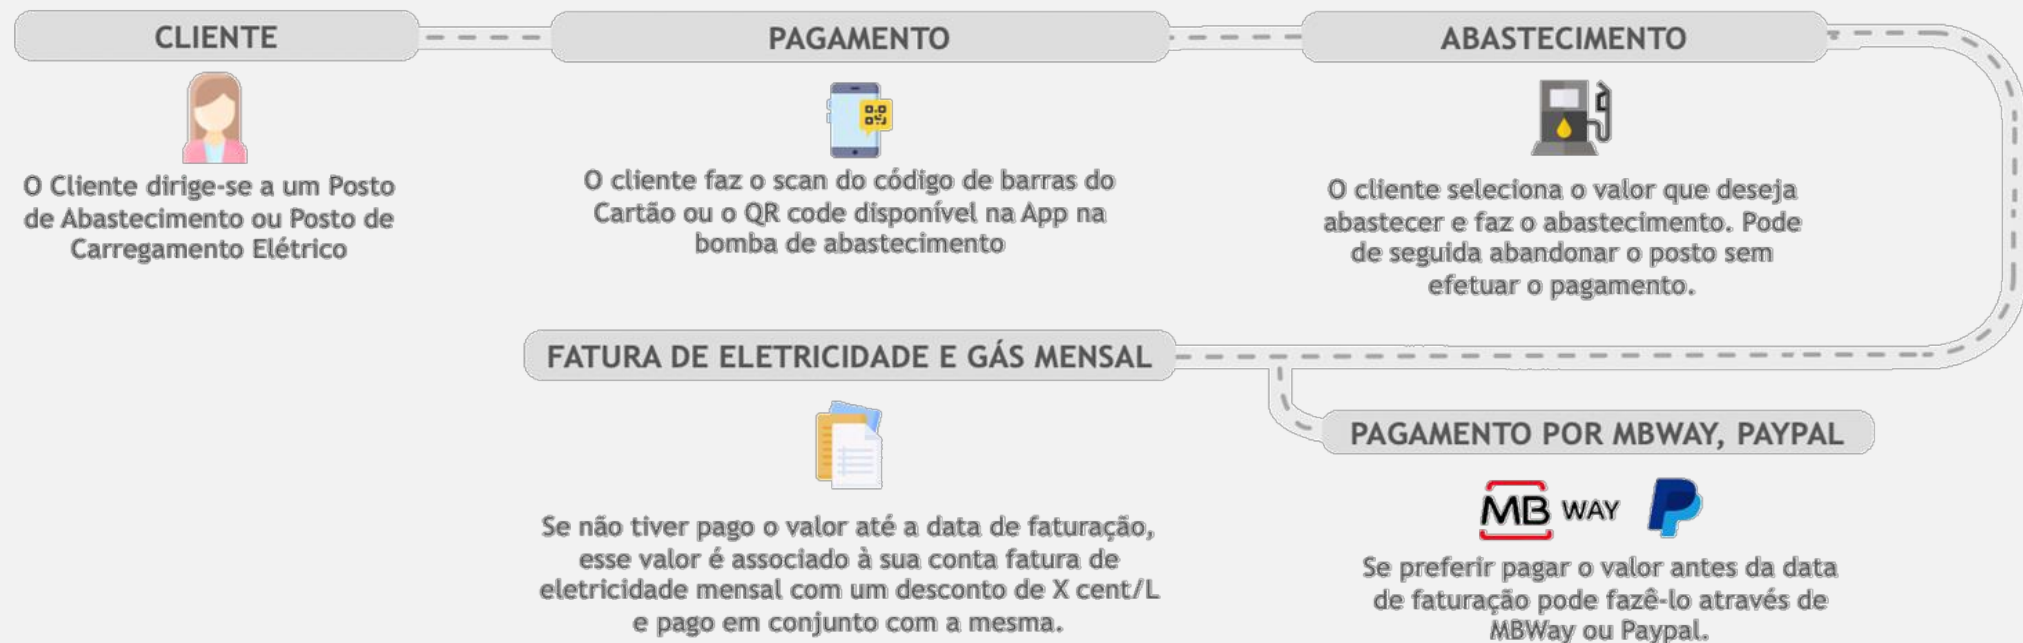 CLIENTE
O Cliente dirige-se a um Posto
de Abastecimento ou Posto de
Carregamento Elétrico
PAGAMENTO
O cliente faz o scan do código de barras do
Cartão ou o QR code disponível na App na
bomba de abastecimento
ABASTECIMENTO
O cliente seleciona o valor que deseja
abastecer e faz o abastecimento. Pode
de seguida abandonar o posto sem
efetuar o pagamento.
FATURA DE ELETRICIDADE E GÁS MENSAL
Se não tiver pago o valor até a data de faturação,
esse valor é associado à sua conta fatura de
eletricidade mensal com um desconto de X cent/L
e pago em conjunto com a mesma.
PAGAMENTO POR MBWAY, PAYPAL
MB WAY
Se preferir pagar o valor antes da data
de faturação pode fazê-lo através de
MBWay ou Paypal.